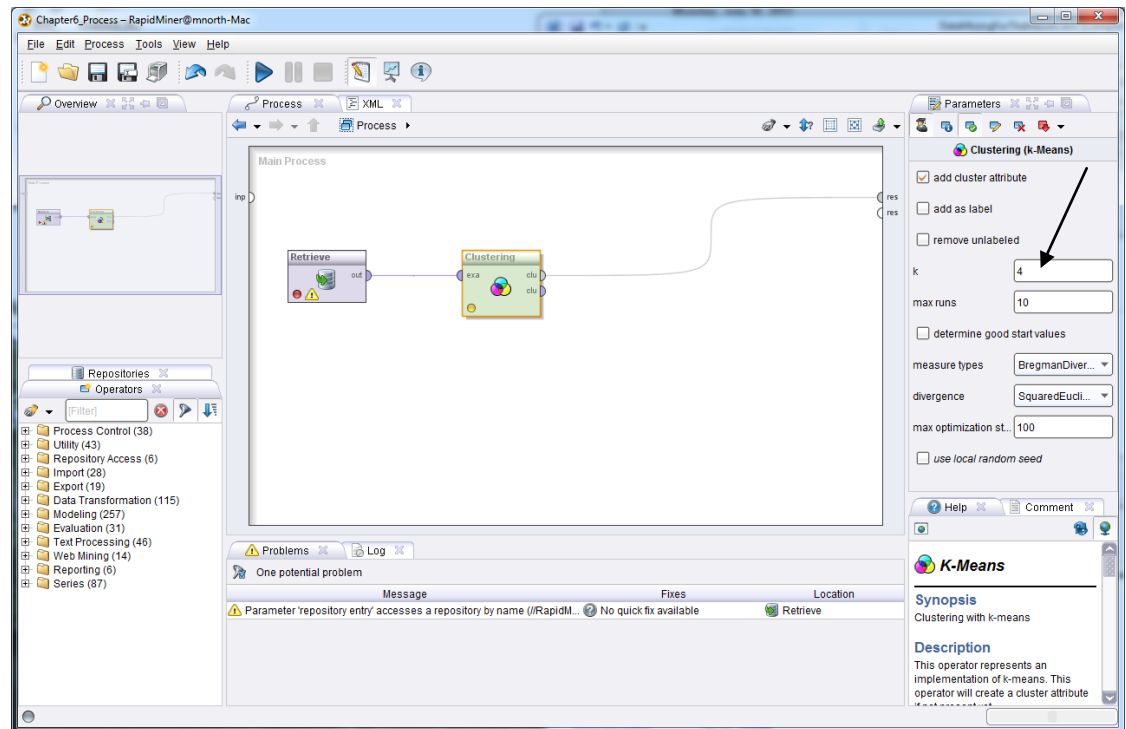 Chapter6_Process – RapidMiner@mnorth-Mac
File Edit Process Tools View Help
Overview
Process XML
Process
Main Process
inp
res
res
Retrieve
out
Clustering
exa clu
clu
Repositories
Operators
[Filter]
Process Control (38)
Utility (43)
Repository Access (6)
Import (28)
Export (19)
Data Transformation (115)
Modeling (257)
Evaluation (31)
Text Processing (46)
Web Mining (14)
Reporting (6)
Series (87)
Problems Log
One potential problem
Message Fixes Location
Parameter 'repository entry' accesses a repository by name (//RapidM... No quick fix available Retrieve
Parameters
Clustering (k-Means)
add cluster attribute
add as label
remove unlabeled
k 4
max runs 10
determine good start values
measure types BregmanDiver...
divergence SquaredEucli...
max optimization st... 100
use local random seed
Help Comment
K-Means
Synopsis
Clustering with k-means
Description
This operator represents an
implementation of k-means. This
operator will create a cluster attribute